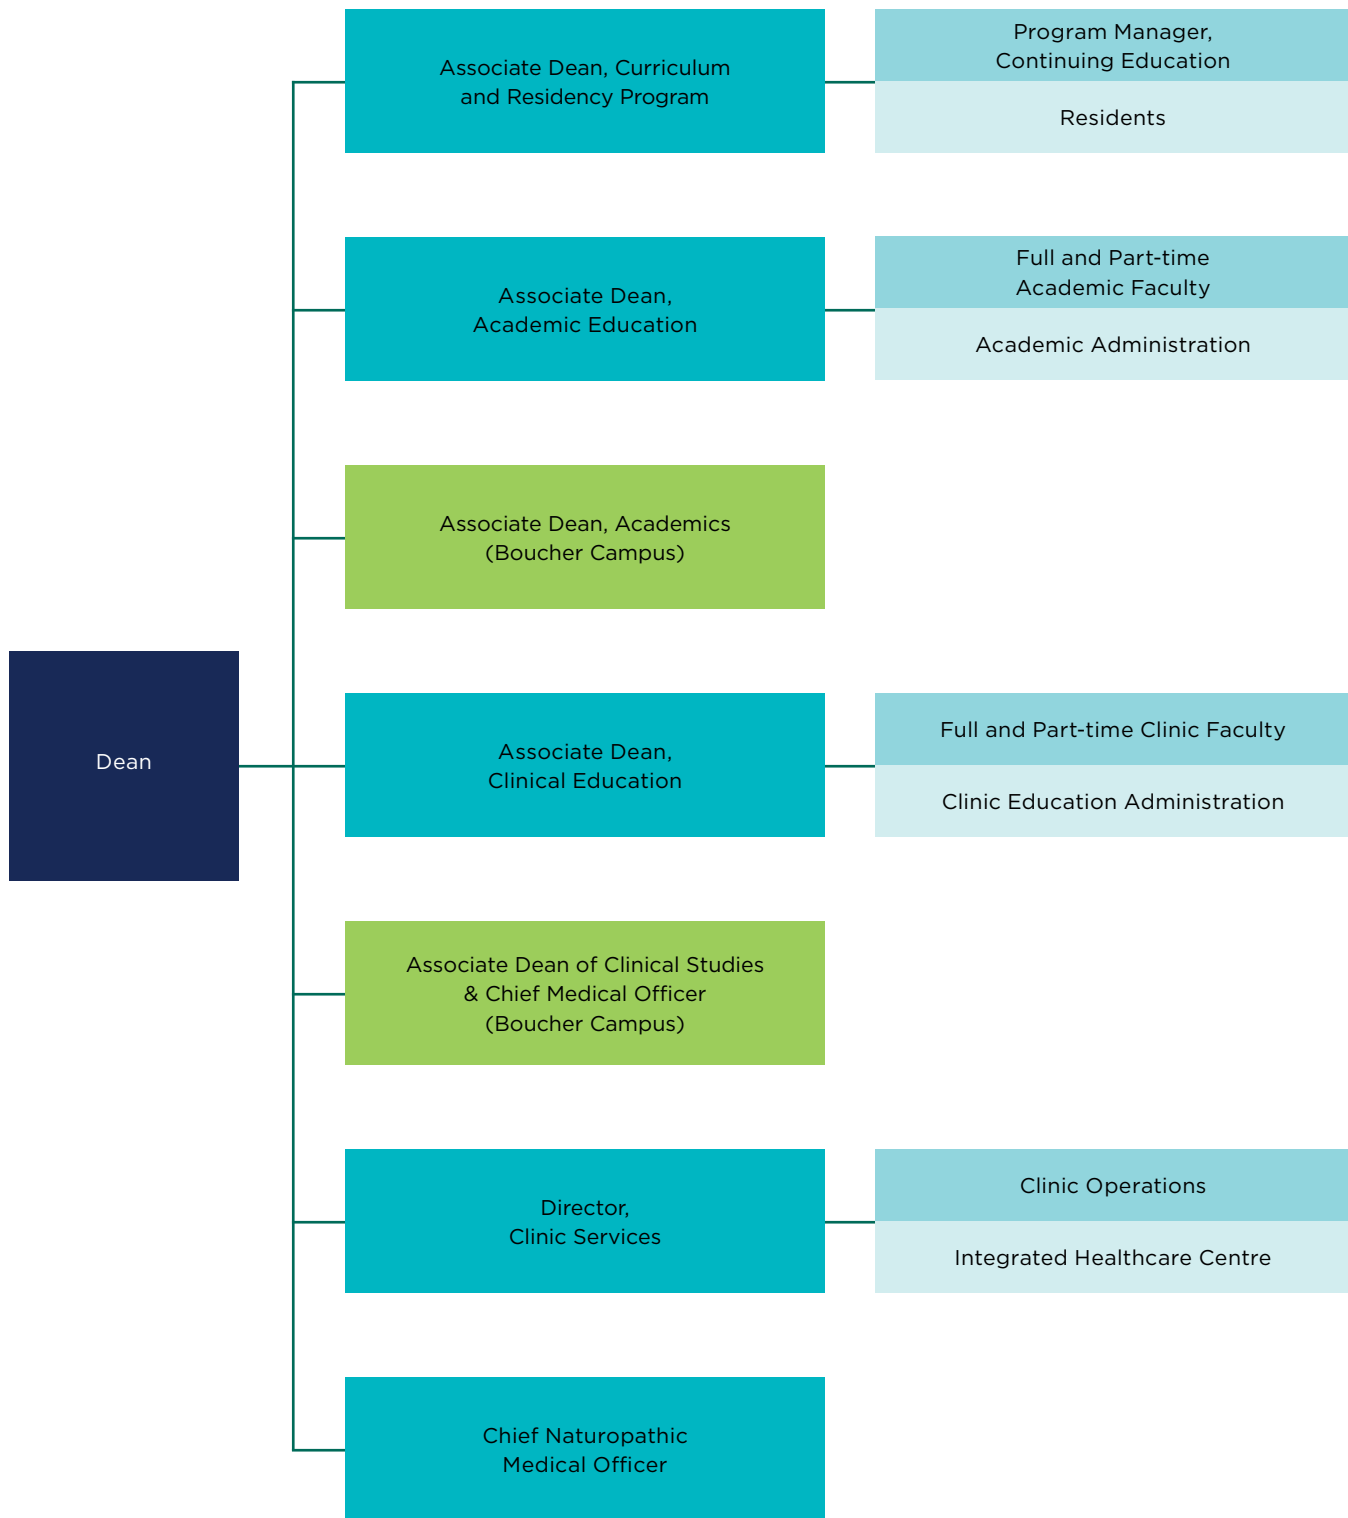 Associate Dean, Curriculum
and Residency Program
Program Manager,
Continuing Education
Residents
Associate Dean,
Academic Education
Full and Part-time
Academic Faculty
Academic Administration
Associate Dean, Academics
(Boucher Campus)
Dean
Associate Dean,
Clinical Education
Full and Part-time Clinic Faculty
Clinic Education Administration
Associate Dean of Clinical Studies
& Chief Medical Officer
(Boucher Campus)
Director,
Clinic Services
Clinic Operations
Integrated Healthcare Centre
Chief Naturopathic
Medical Officer